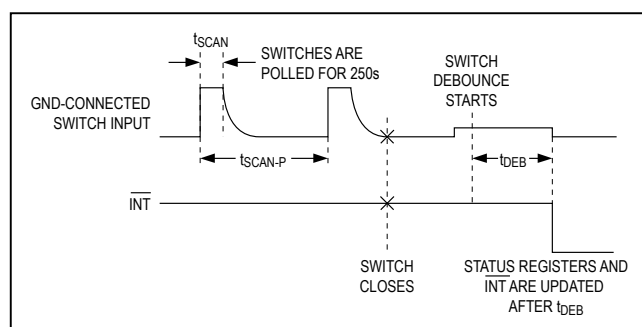 tSCAN
SWITCHES ARE
POLLED FOR 250s
SWITCH
DEBOUNCE
STARTS
GND-CONNECTED
SWITCH INPUT
tSCAN-P
tDEB
INT
SWITCH
CLOSES
STATUS REGISTERS AND
INT ARE UPDATED
AFTER tDEB